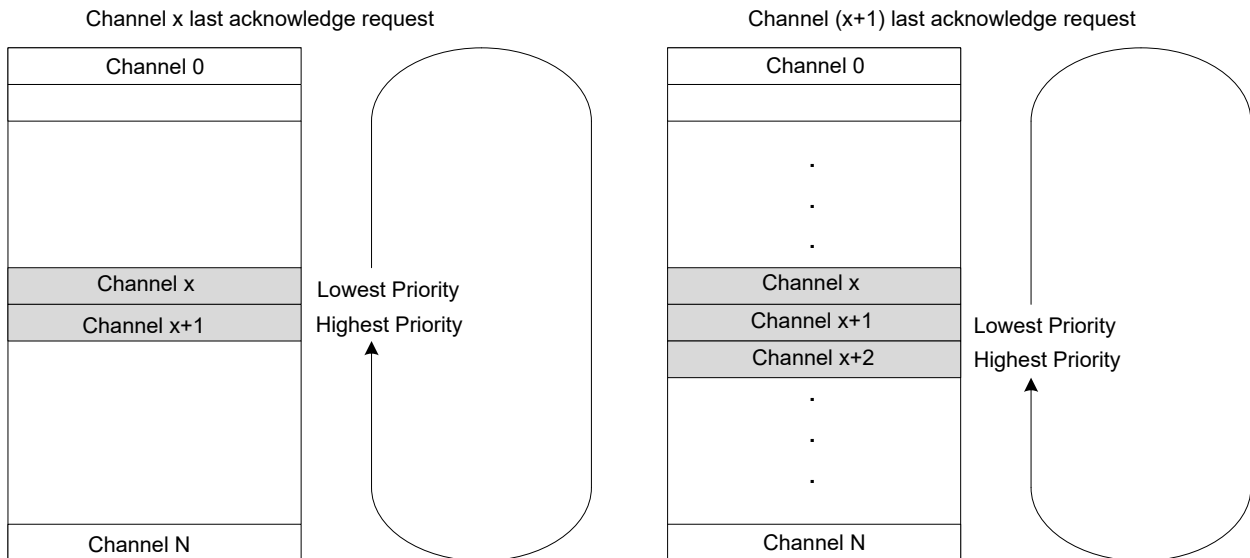 Channel x last acknowledge request
Channel 0
Channel x
Lowest Priority
Channel x+1
Highest Priority
Channel N
Channel (x+1) last acknowledge request
Channel 0
.
.
.
Channel x
Channel x+1
Lowest Priority
Channel x+2
Highest Priority
.
.
.
Channel N